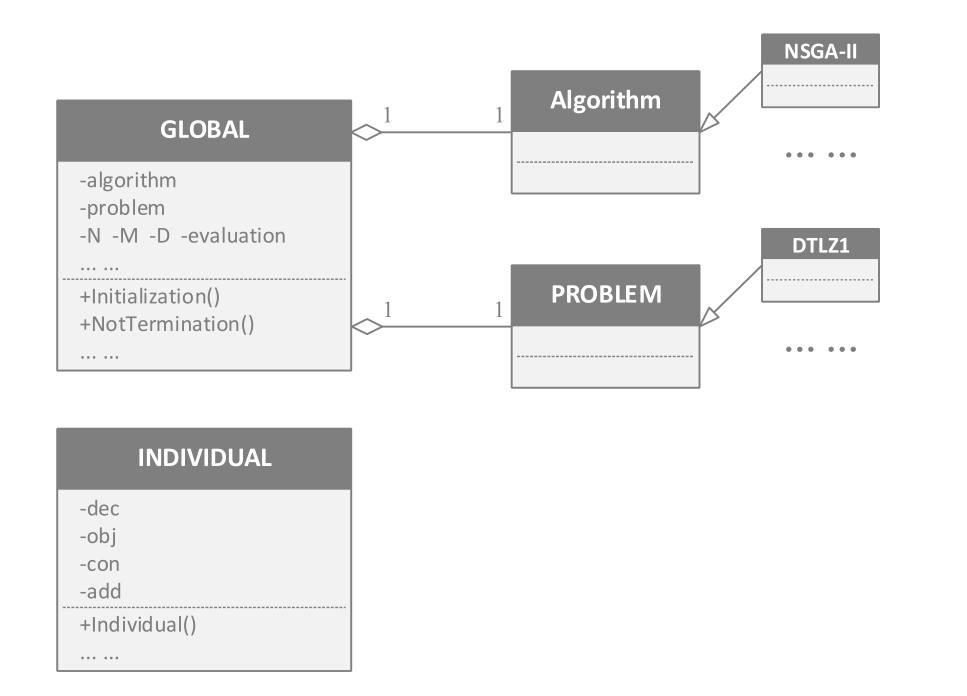 GLOBAL
-algorithm
-problem
-N -M -D -evaluation
... ...
+Initialization()
+NotTermination()
... ...
1 1
Algorithm
NSGA-II
... ...
1 1
PROBLEM
DTLZ1
... ...
INDIVIDUAL
-dec
-obj
-con
-add
+Individual()
... ...